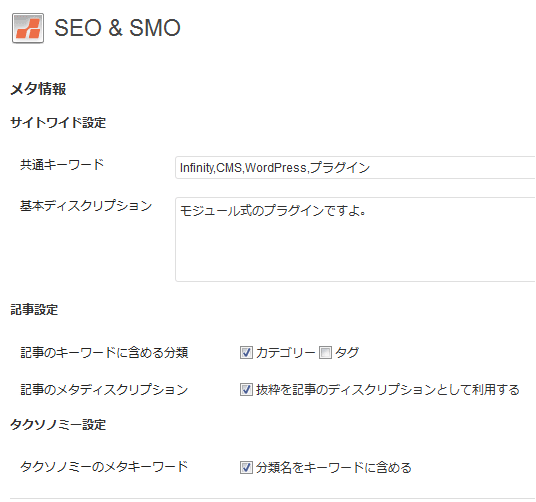 SEO & SMO
メタ情報
サイトワイド設定
共通キーワード Infinity,CMS,WordPress,プラグイン
基本ディスクリプション モジュール式のプラグインですよ。
記事設定
記事のキーワードに含める分類 カテゴリー タグ
記事のメタディスクリプション 抜粋を記事のディスクリプションとして利用する
タクソノミー設定
タクソノミーのメタキーワード 分類名をキーワードに含める